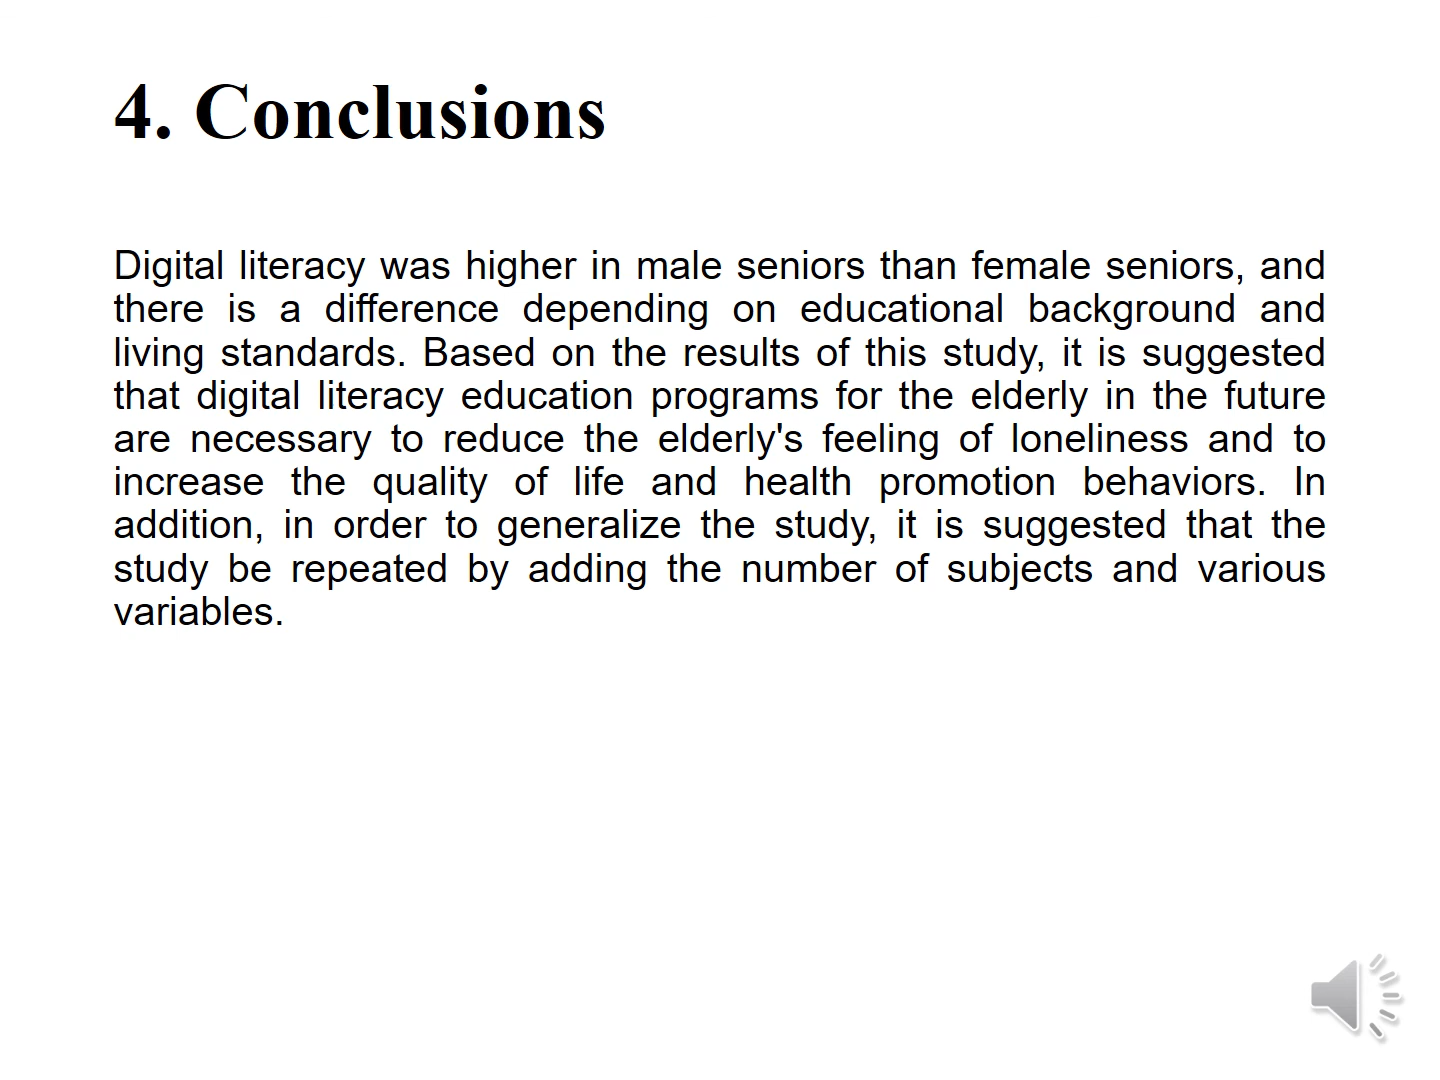 4. Conclusions
Digital literacy was higher in male seniors than female seniors, and
there is a difference depending on educational background and
living standards. Based on the results of this study, it is suggested
that digital literacy education programs for the elderly in the future
are necessary to reduce the elderly's feeling of loneliness and to
increase the quality of life and health promotion behaviors. In
addition, in order to generalize the study, it is suggested that the
study be repeated by adding the number of subjects and various
variables.